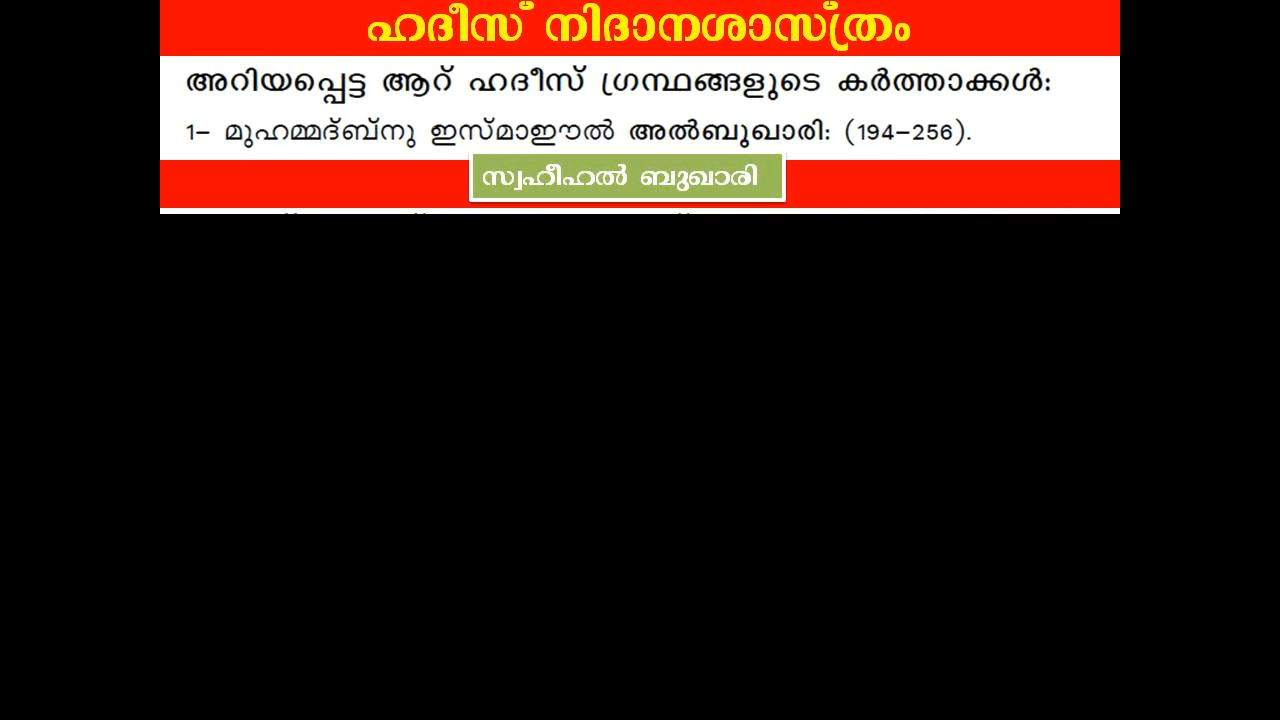 ഹദീസ് നിദാനശാസ്ത്രം
അറിയപ്പെട്ട ആറ് ഹദീസ് ഗ്രന്ഥങ്ങളുടെ കർത്താക്കൾ:
1– മുഹമ്മദ്ബ്നു ഇസ്മാഈൽ അൽബുഖാരി: (194–256).
സ്വഹീഹൽ ബുഖാരി